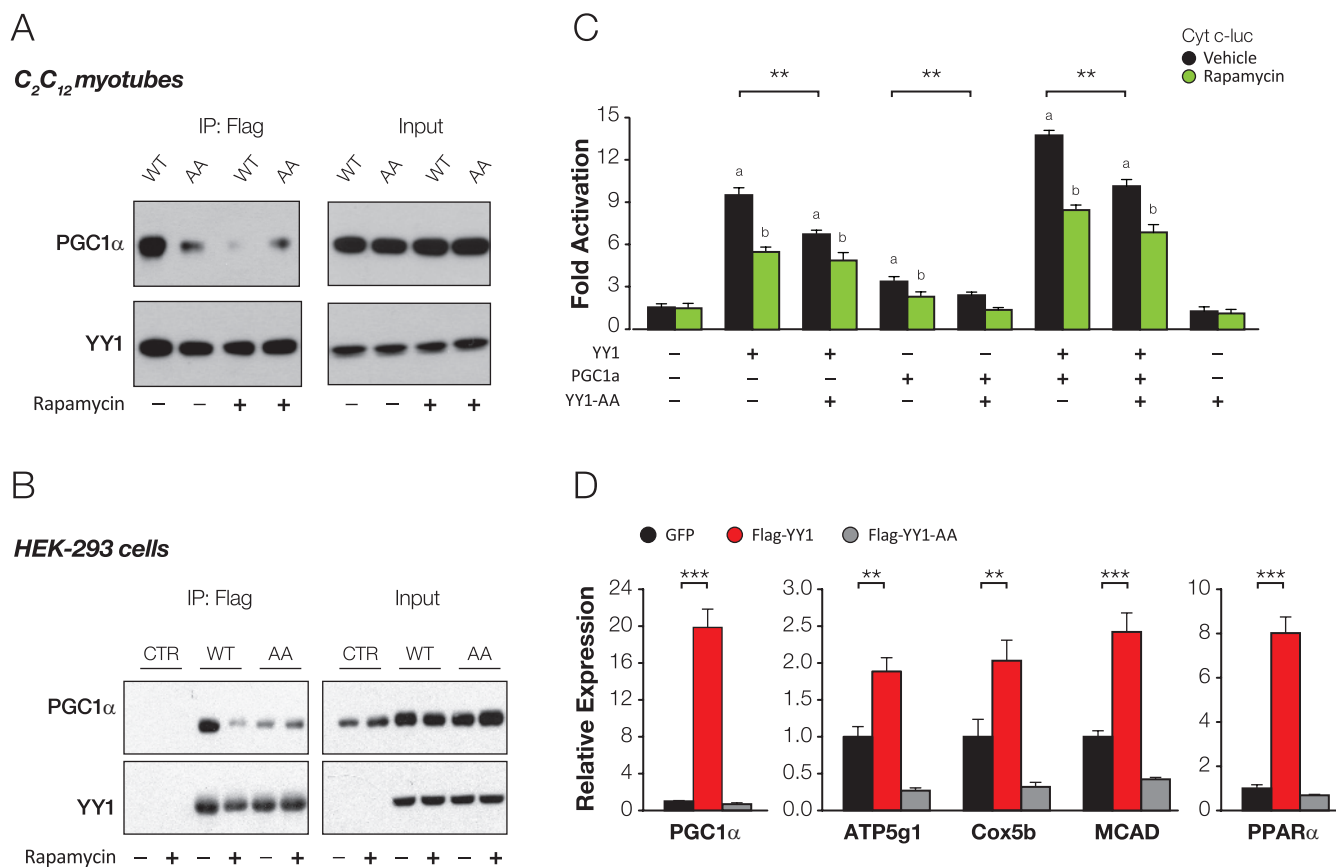 A
C₂C₁₂ myotubes
IP: Flag Input
WT AA WT AA WT AA WT AA
PGC1α
YY1
Rapamycin – – + + – – + +
B
HEK-293 cells
IP: Flag Input
CTR WT AA CTR WT AA
PGC1α
YY1
Rapamycin – + – + – + – + – + – +
C
Cyt c-luc
Vehicle
Rapamycin
** ** **
Fold Activation
15
12
9
6
3
0
a b a b a b a b a b
YY1 – + + – – + + –
PGC1a – – – + + + + –
YY1-AA – – + – + – + +
D
GFP Flag-YY1 Flag-YY1-AA
Relative Expression
*** ** ** *** ***
24 3.0 10
20 2.5 8
16 2.0 6
12 1.5 4
8 1.0 2
4 0.5 0
0 0.0
PGC1α ATP5g1 Cox5b MCAD PPARα